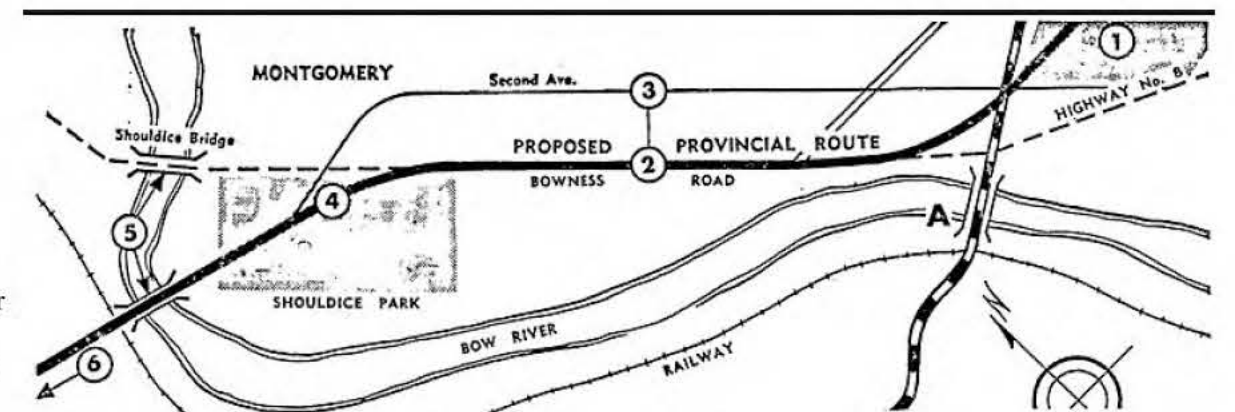 MONTGOMERY
Second Ave.
3
1
HIGHWAY No. 8
Shouldice Bridge
PROPOSED
PROVINCIAL ROUTE
2
BOWNESS
ROAD
4
5
A
SHOULDICE PARK
BOW RIVER
RAILWAY
N
6